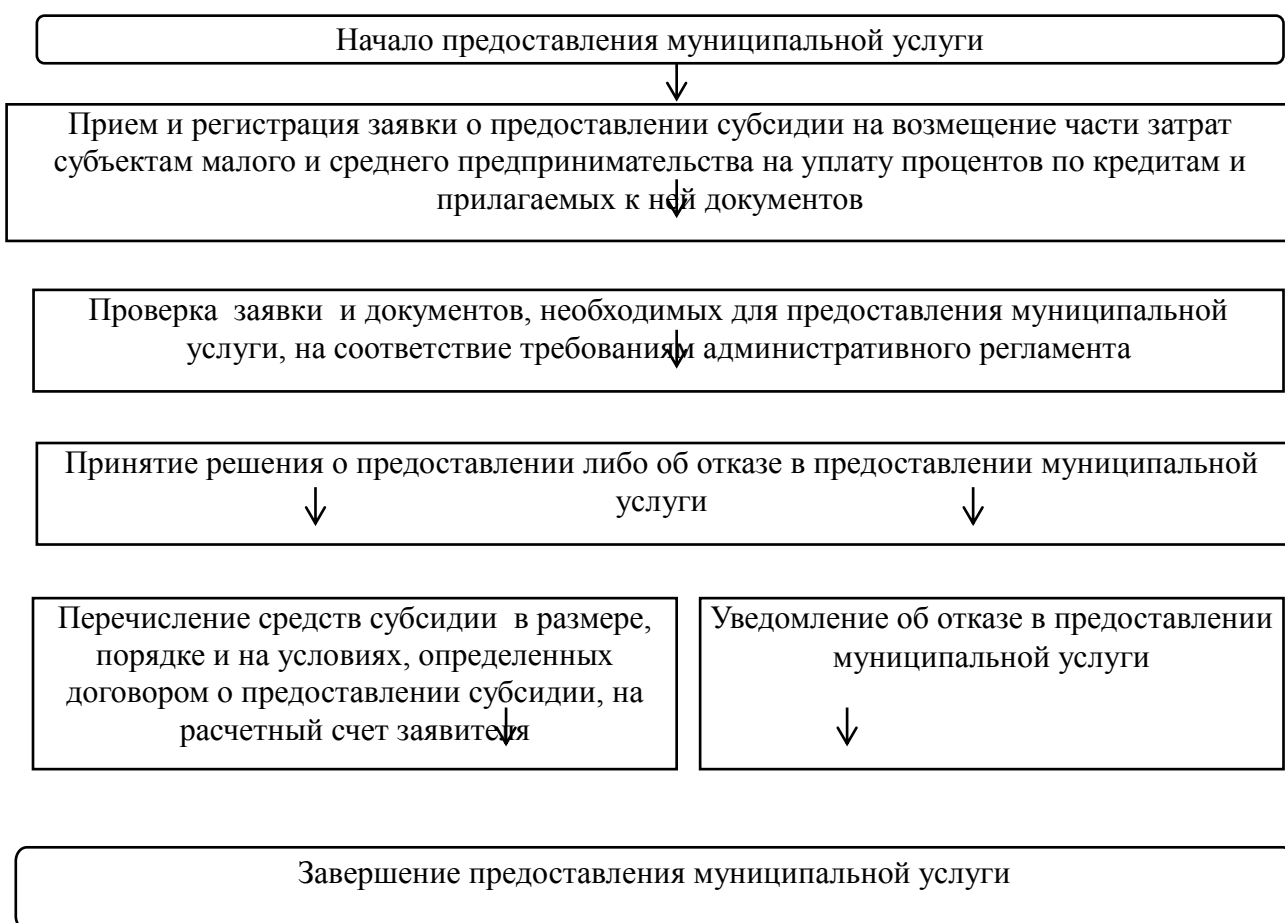 Начало предоставления муниципальной услуги
Прием и регистрация заявки о предоставлении субсидии на возмещение части затрат
субъектам малого и среднего предпринимательства на уплату процентов по кредитам и
прилагаемых к ней документов
Проверка заявки и документов, необходимых для предоставления муниципальной
услуги, на соответствие требованиям административного регламента
Принятие решения о предоставлении либо об отказе в предоставлении муниципальной
услуги
Перечисление средств субсидии в размере,
порядке и на условиях, определенных
договором о предоставлении субсидии, на
расчетный счет заявителя
Уведомление об отказе в предоставлении
муниципальной услуги
Завершение предоставления муниципальной услуги